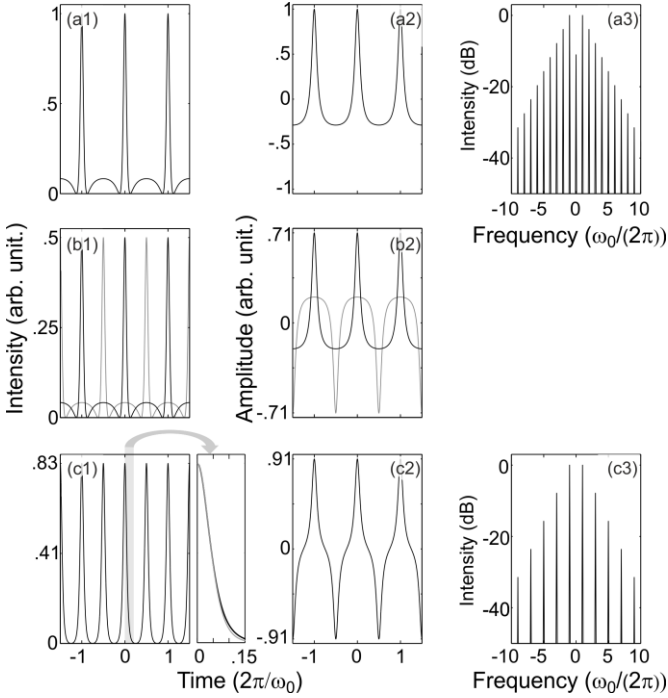 (a1)
1
.5
0
(a2)
1
.5
0
-.5
-1
(a3)
0
-20
-40
Intensity (dB)
-10 -5 0 5 10
Frequency (ω0/(2π))
(b1)
.5
.25
0
Intensity (arb. unit.)
(b2)
.71
0
-.71
Amplitude (arb. unit.)
(c1)
.83
.41
0
-1 0 1
0 .15
Time (2π/ω0)
(c2)
.91
0
-.91
-1 0 1
(c3)
0
-20
-40
Intensity (dB)
-10 -5 0 5 10
Frequency (ω0/(2π))